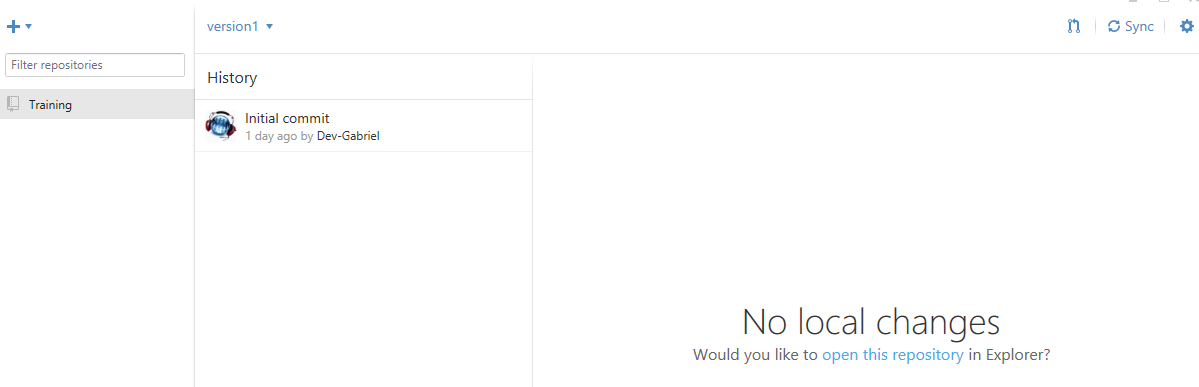 version1
Sync
Filter repositories
Training
History
Initial commit
1 day ago by Dev-Gabriel
No local changes
Would you like to open this repository in Explorer?